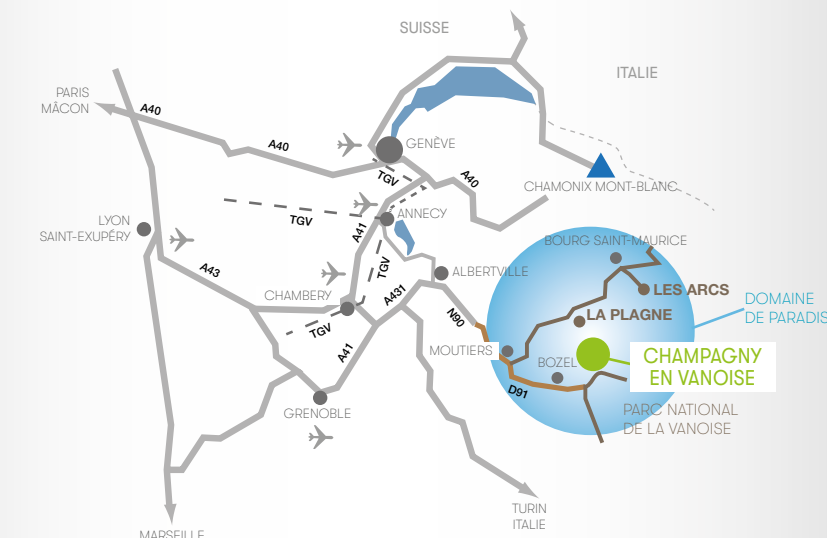 SUISSE
ITALIE
PARIS
MÂCON
A40
A40
GENÈVE
TGV
A40
CHAMONIX MONT-BLANC
ANNECY
TGV
LYON
SAINT-EXUPÉRY
A41
BOURG SAINT-MAURICE
A43
TGV
ALBERTVILLE
LES ARCS
CHAMBERY
A431
DOMAINE
DE PARADIS
N90
LA PLAGNE
TGV
A41
MOUTIERS
BOZEL
CHAMPAGNY
EN VANOISE
D91
GRENOBLE
PARC NATIONAL
DE LA VANOISE
TURIN
ITALIE
MARSEILLE